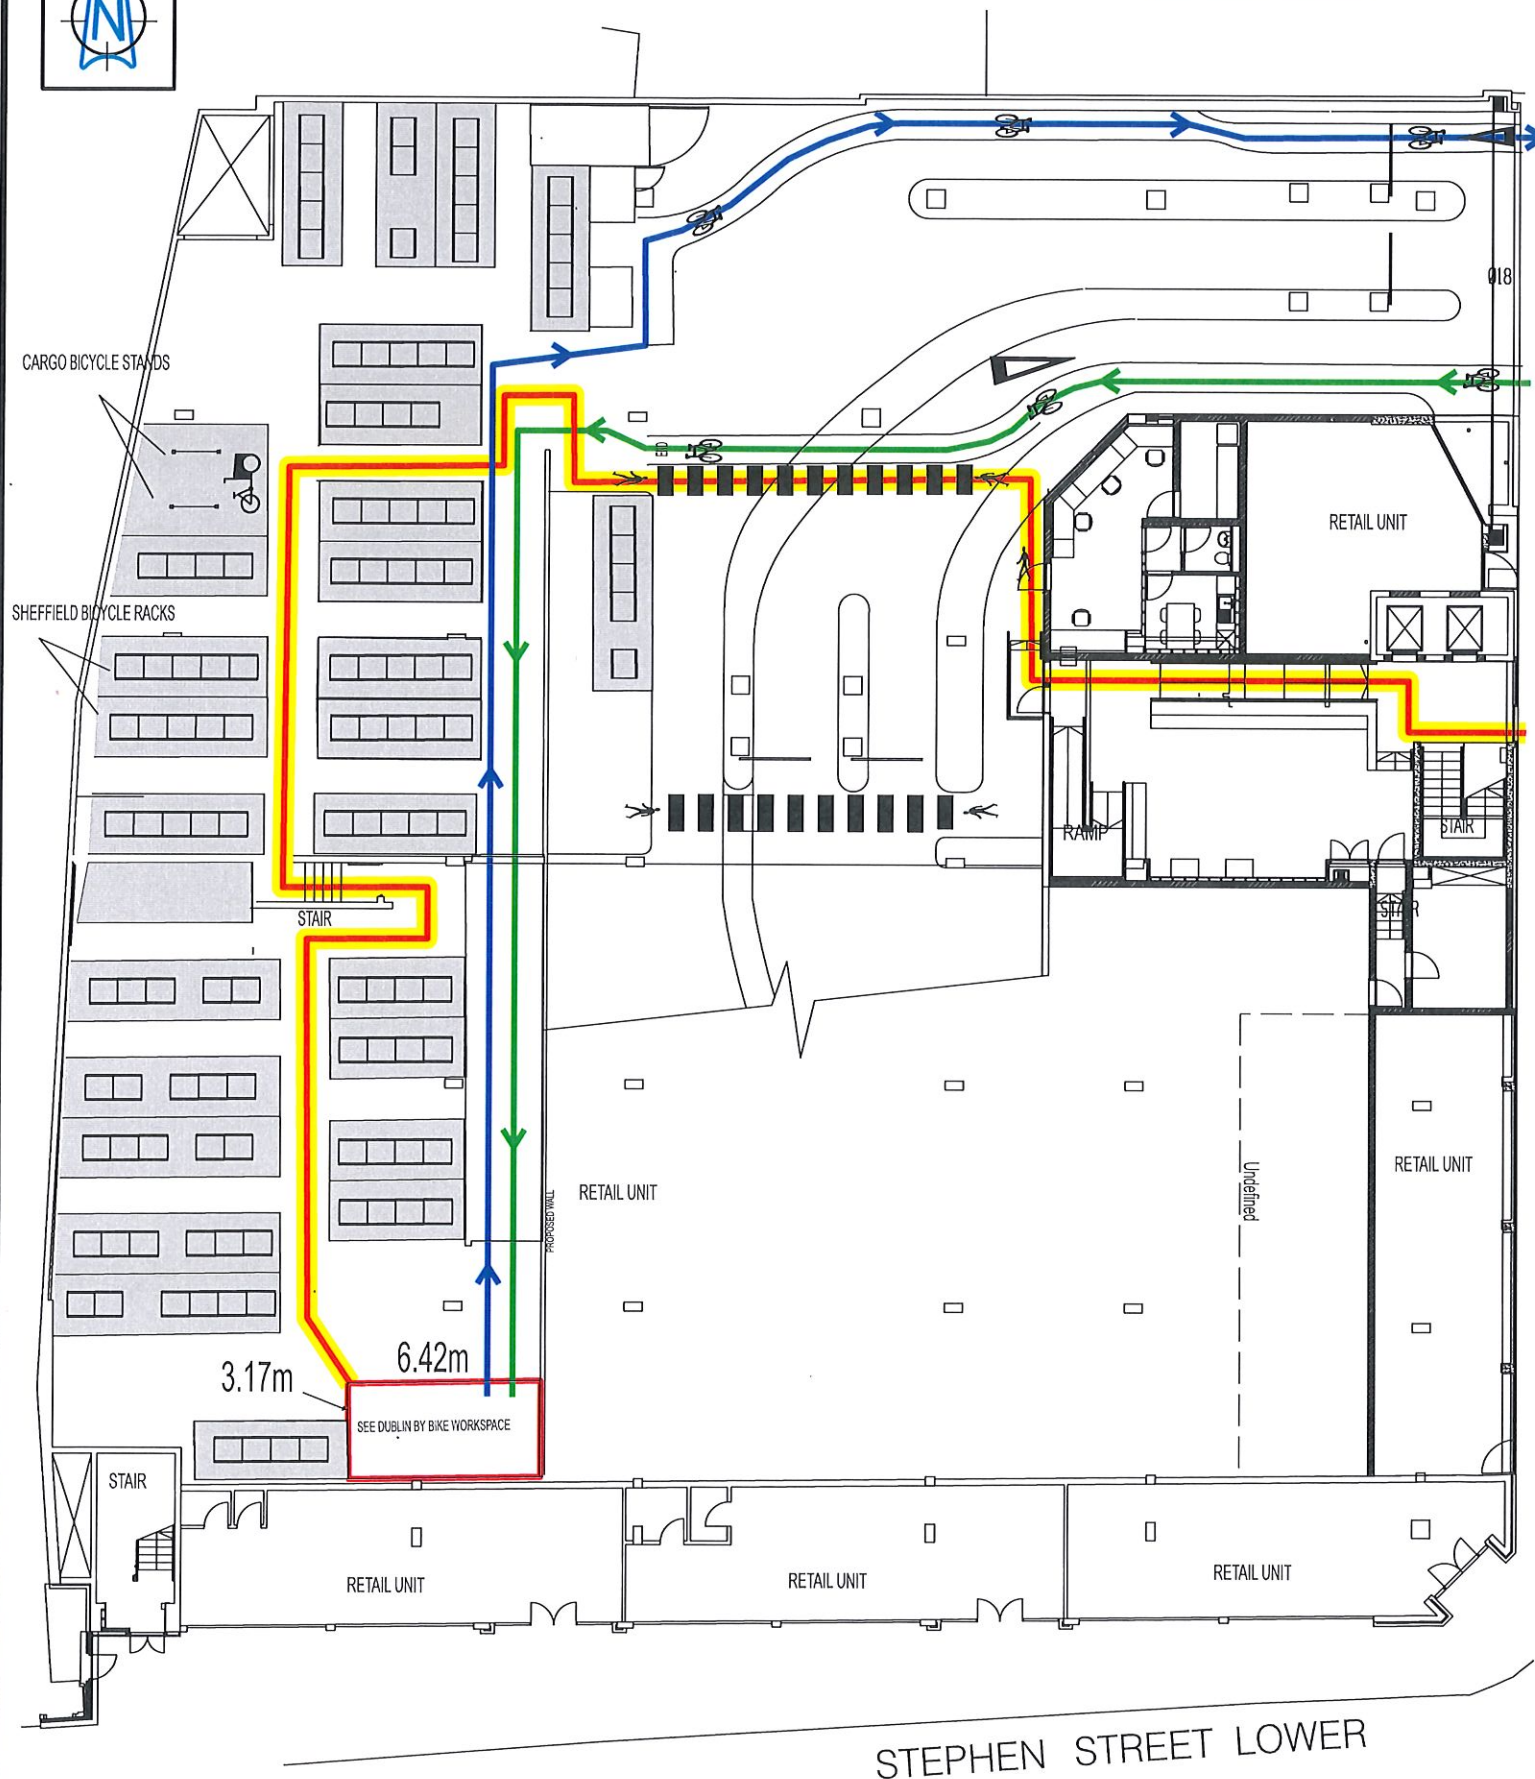 N
CARGO BICYCLE STANDS
SHEFFIELD BICYCLE RACKS
RETAIL UNIT
RAMP
STAIR
STAIR
STAIR
RETAIL UNIT
PROPOSED WALL
Undefined
RETAIL UNIT
6.42m
3.17m
SEE DUBLIN BY BIKE WORKSPACE
STAIR
RETAIL UNIT
RETAIL UNIT
RETAIL UNIT
STEPHEN STREET LOWER